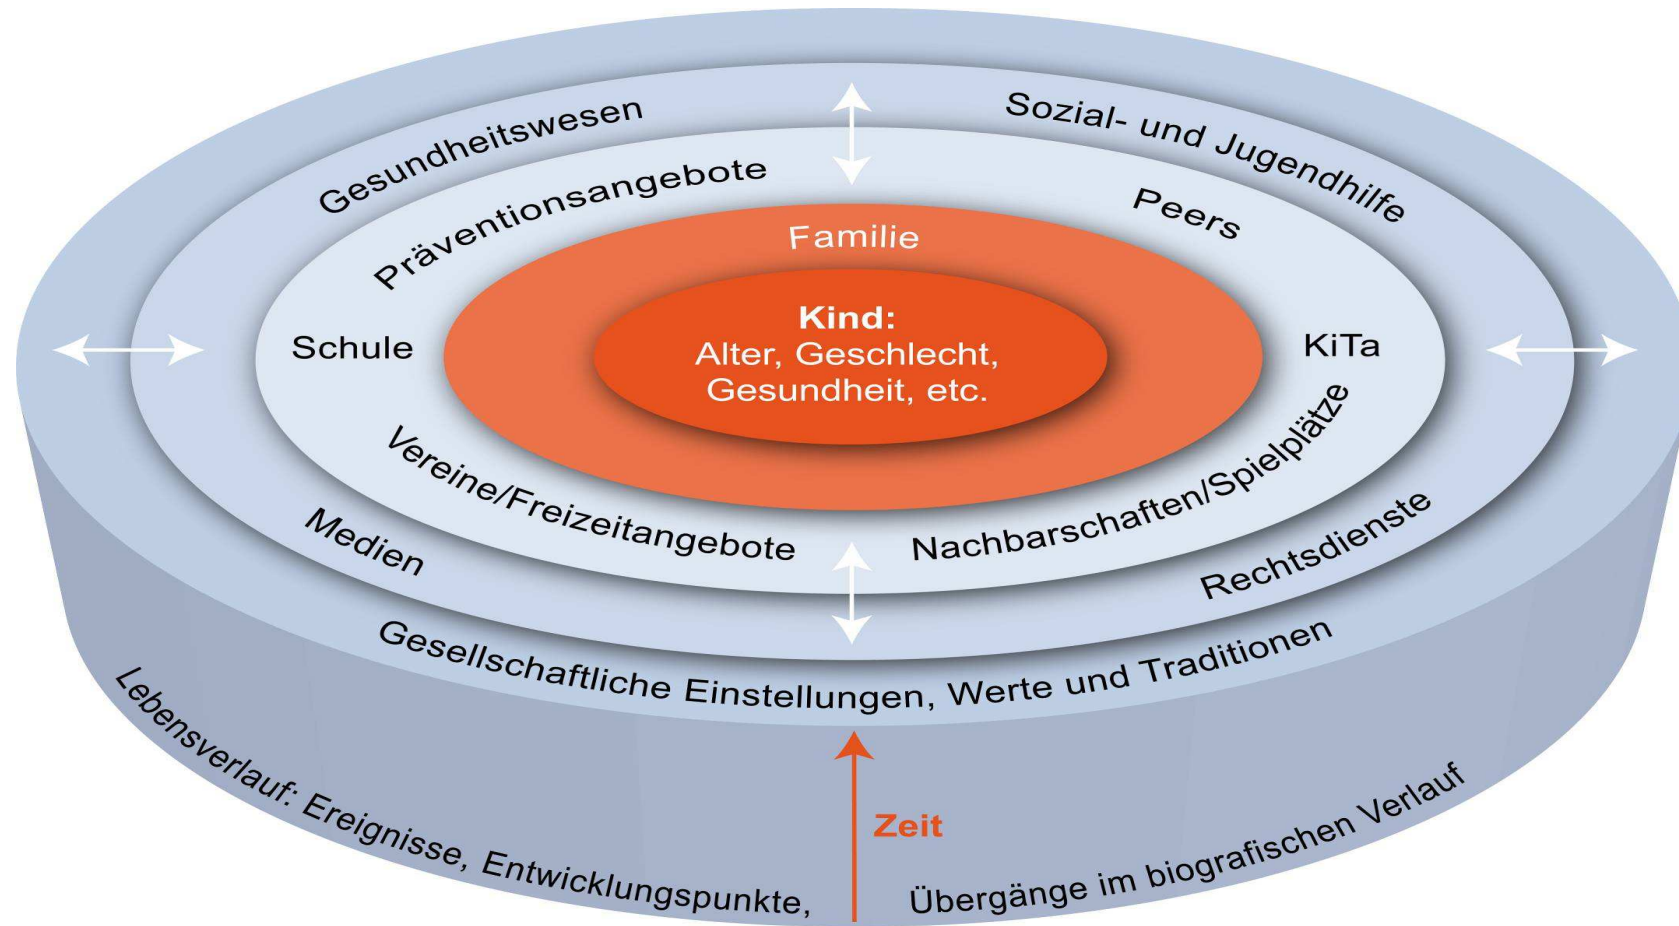 Gesundheitswesen
Sozial- und Jugendhilfe
Präventionsangebote
Peers
Familie
Kind:
Alter, Geschlecht,
Gesundheit, etc.
Schule
KiTa
Vereine/Freizeitangebote
Nachbarschaften/Spielplätze
Medien
Rechtsdienste
Gesellschaftliche Einstellungen, Werte und Traditionen
Zeit
Lebensverlauf: Ereignisse, Entwicklungspunkte,
Übergänge im biografischen Verlauf